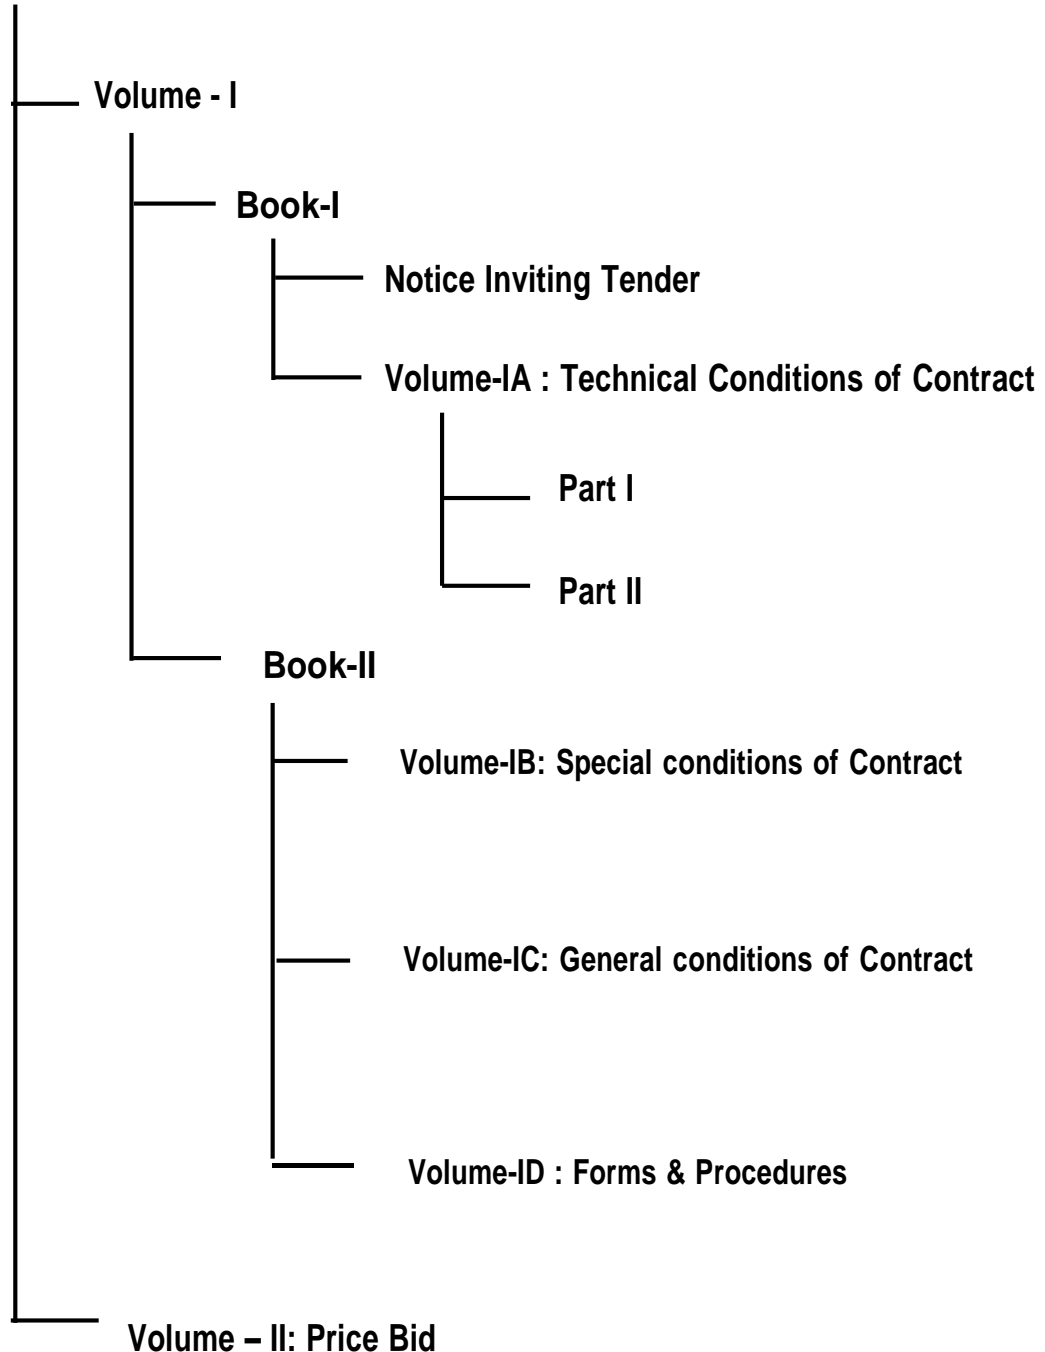 Volume - I
Book-I
Notice Inviting Tender
Volume-IA : Technical Conditions of Contract
Part I
Part II
Book-II
Volume-IB: Special conditions of Contract
Volume-IC: General conditions of Contract
Volume-ID : Forms & Procedures
Volume – II: Price Bid